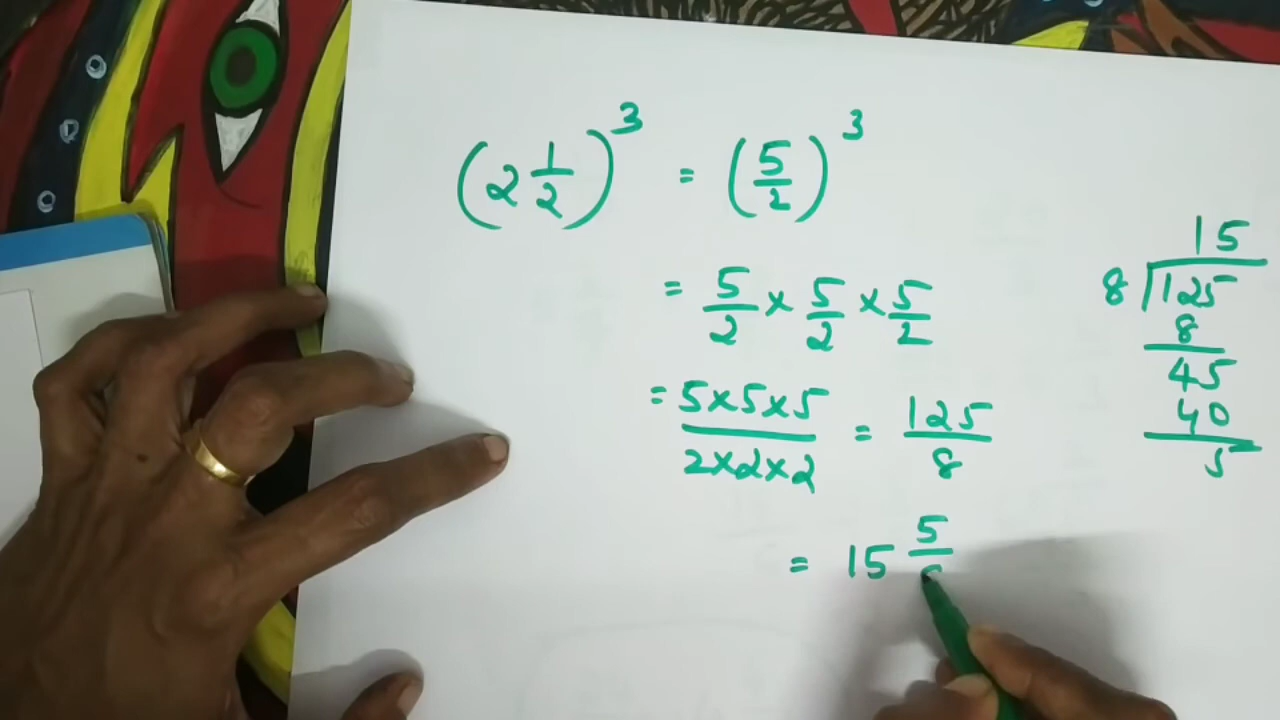 (2 1/2)^3 = (5/2)^3
= 5/2 × 5/2 × 5/2
= 5×5×5/2×2×2 = 125/8
= 15 5/
15
8 125
8
45
40
5